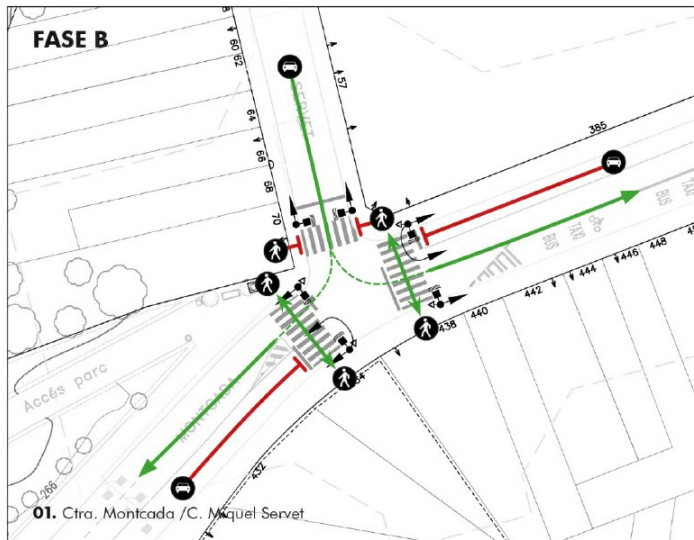 FASE B
60 62
57
SERVET
64
66
68
70
385
TAXI
BUS
TAXI
BUS
448
446
444
442
440
438
Accés parc
MONTCADA
266
432
01. Ctra. Montcada /C. Miquel Servet